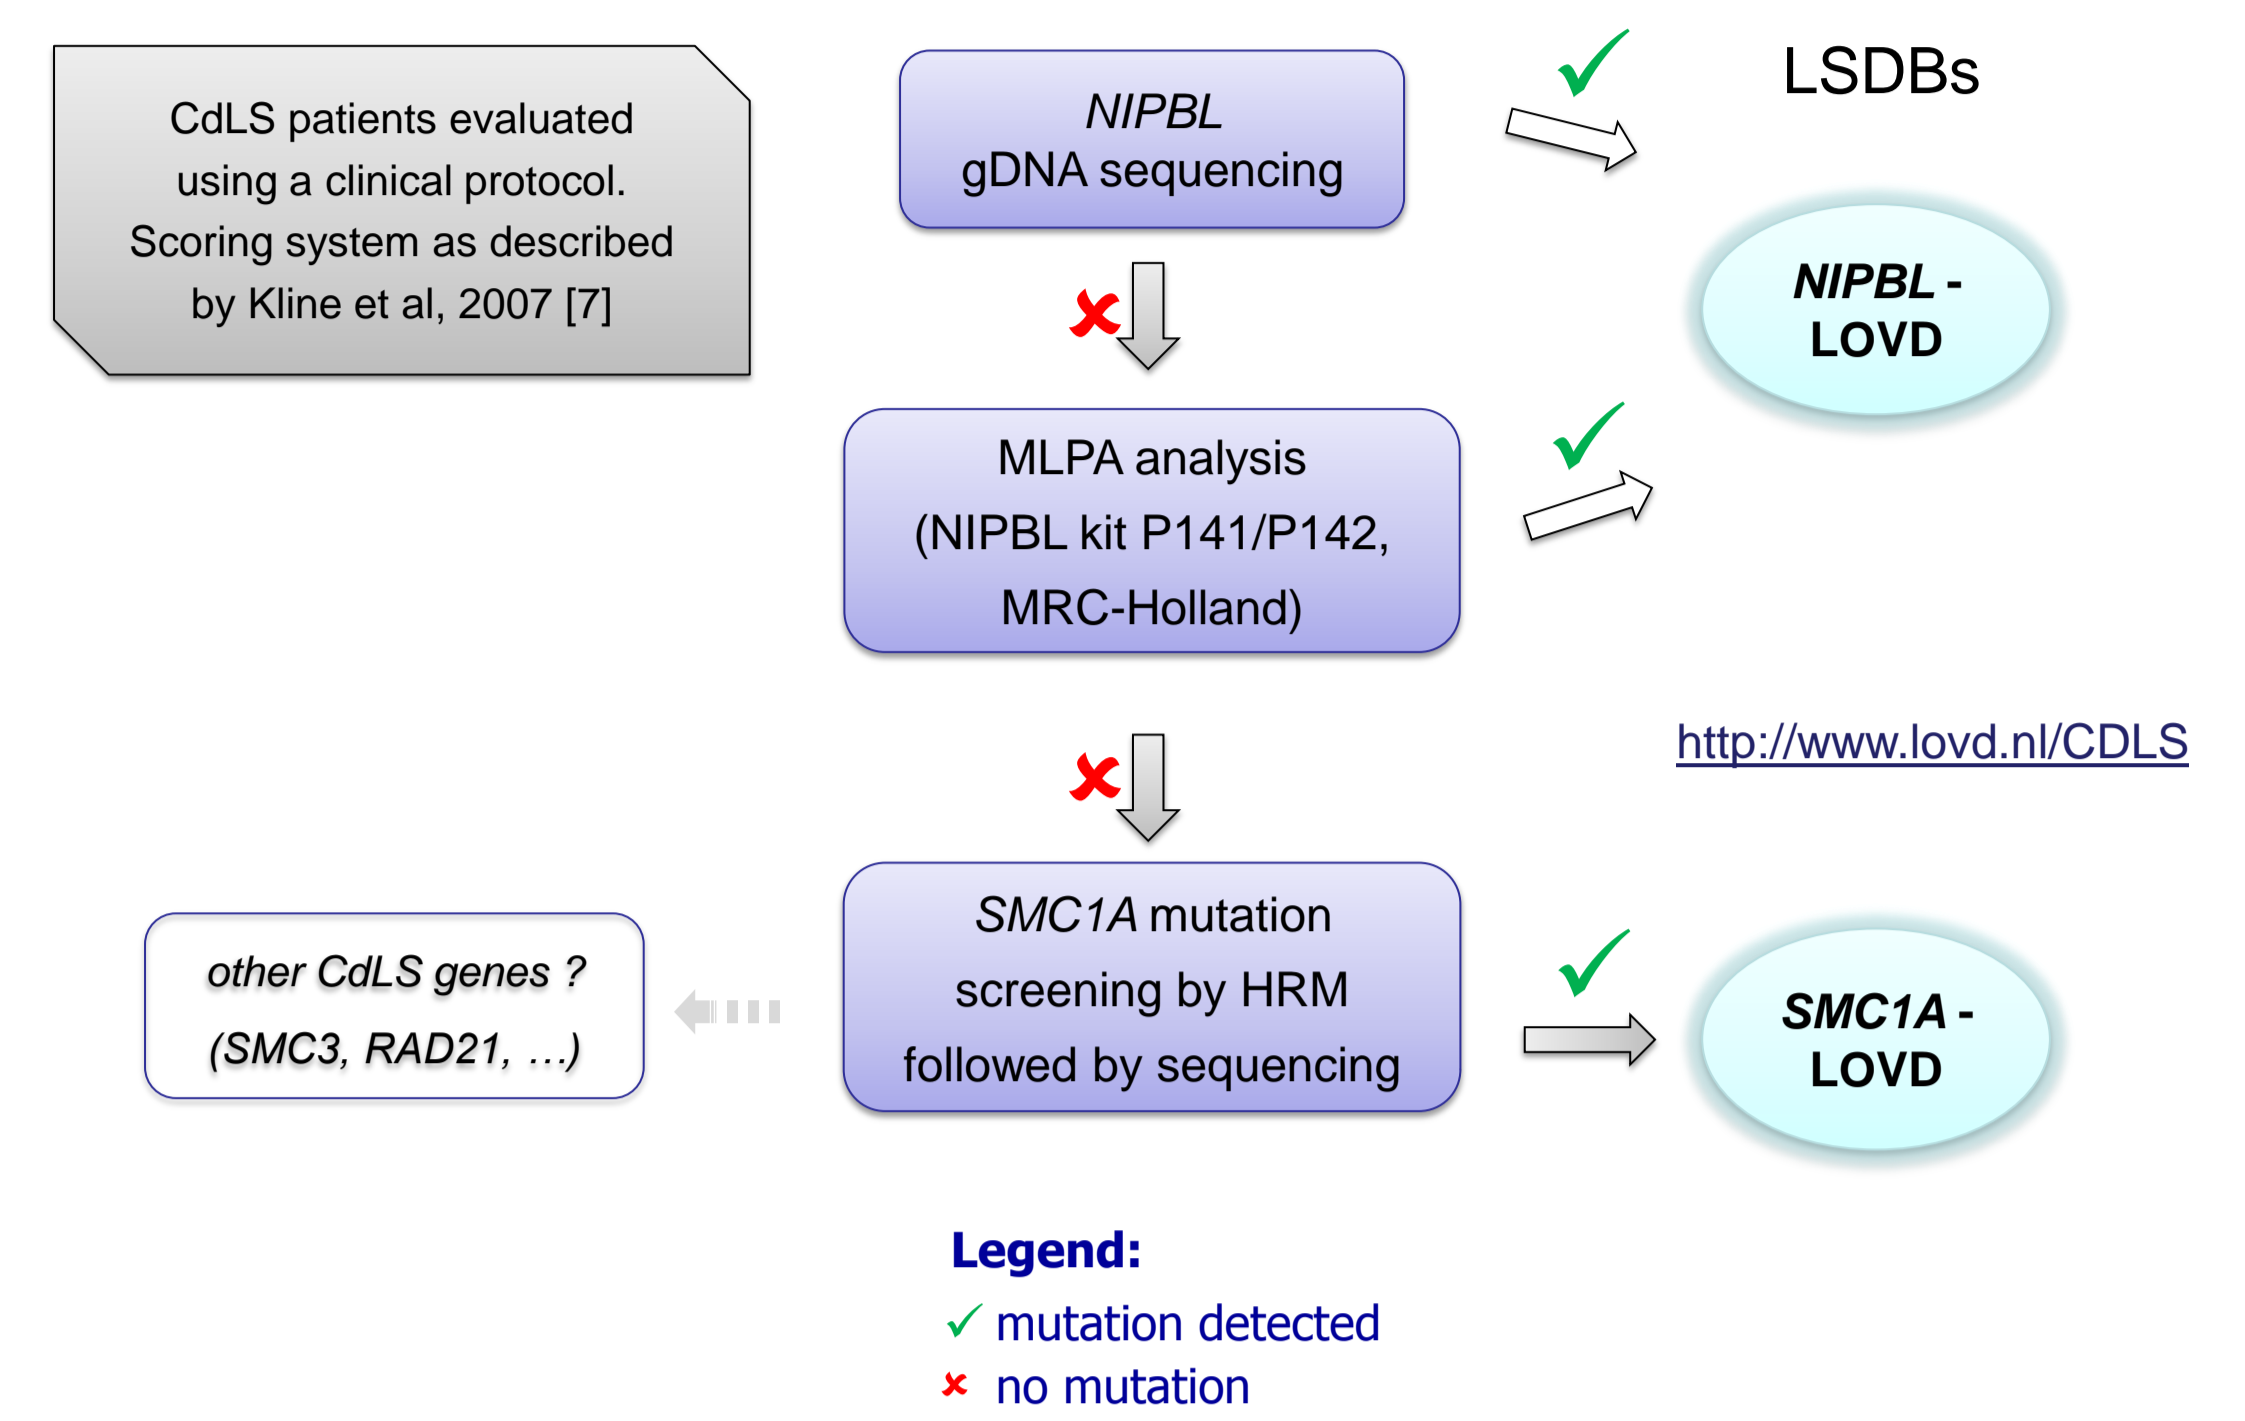 CdLS patients evaluated
using a clinical protocol.
Scoring system as described
by Kline et al, 2007 [7]
NIPBL
gDNA sequencing
LSDBs
NIPBL -
LOVD
MLPA analysis
(NIPBL kit P141/P142,
MRC-Holland)
http://www.lovd.nl/CDLS
SMC1A mutation
screening by HRM
followed by sequencing
other CdLS genes ?
(SMC3, RAD21, …)
SMC1A -
LOVD
Legend:
✓ mutation detected
✘ no mutation